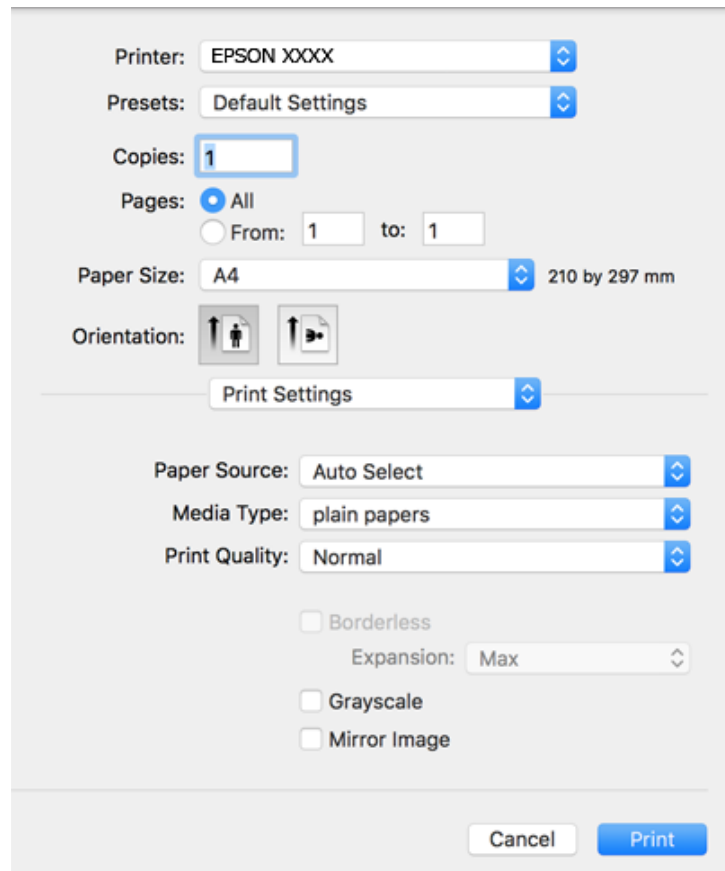 Printer: EPSON XXXX
Presets: Default Settings
Copies: 1
Pages: All
From: 1 to: 1
Paper Size: A4 210 by 297 mm
Orientation:
Print Settings
Paper Source: Auto Select
Media Type: plain papers
Print Quality: Normal
Borderless
Expansion: Max
Grayscale
Mirror Image
Cancel Print